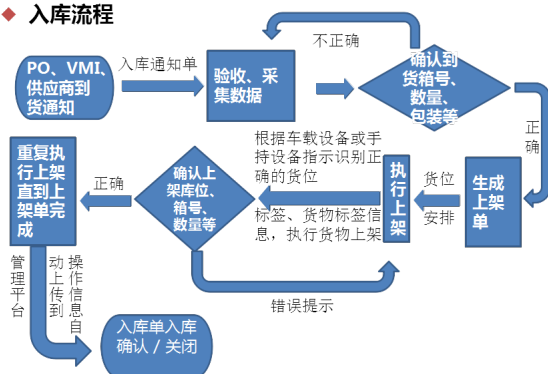 入库流程
PO、VMI、
供应商到
货通知
入库通知单
验收、采
集数据
不正确
确认到
货箱号、
数量、
包装等
正
确
生成
上架
单
货位
安排
执
行
上
架
根据车载设备或手
持设备指示识别正
确的货位
标签、货物标签信
息，执行货物上架
确认上
架库位、
箱号、
数量等
错误提示
正确
重复执
行上架
直到上
架单完
成
操作信息自
动上传到
管理平台
入库单入库
确认／关闭